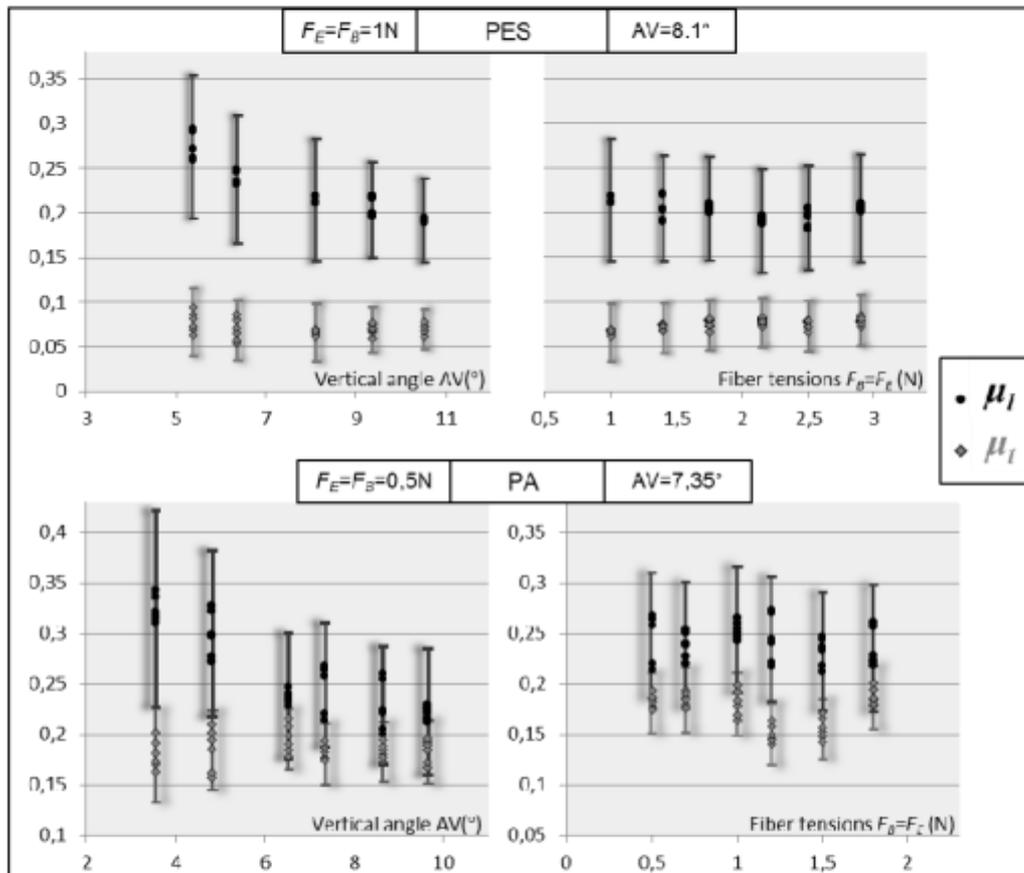 F_E=F_B=1N PES AV=8.1°
0,35
0,3
0,25
0,2
0,15
0,1
0,05
0
Vertical angle AV(°)
3 5 7 9 11
Fiber tensions F_B=F_E (N)
0,5 1 1,5 2 2,5 3
μ_l
μ_t
F_E=F_B=0,5N PA AV=7,35°
0,4
0,35
0,3
0,25
0,2
0,15
0,1
Vertical angle AV(°)
2 4 6 8 10
0,35
0,3
0,25
0,2
0,15
0,1
0,05
Fiber tensions F_B=F_E (N)
0 0,5 1 1,5 2